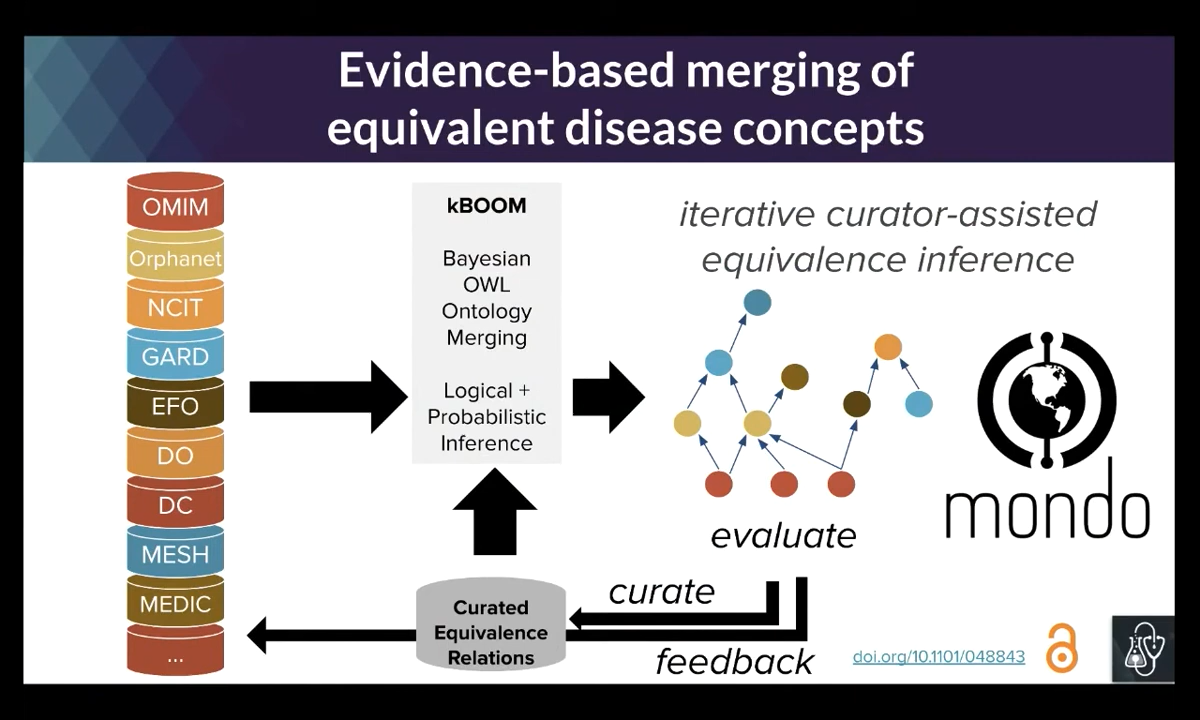 Evidence-based merging of
equivalent disease concepts
OMIM
Orphanet
NCIT
GARD
EFO
DO
DC
MESH
MEDIC
...
kBOOM
Bayesian
OWL
Ontology
Merging
Logical +
Probabilistic
Inference
Curated
Equivalence
Relations
iterative curator-assisted
equivalence inference
evaluate
curate
feedback
mondo
doi.org/10.1101/048843